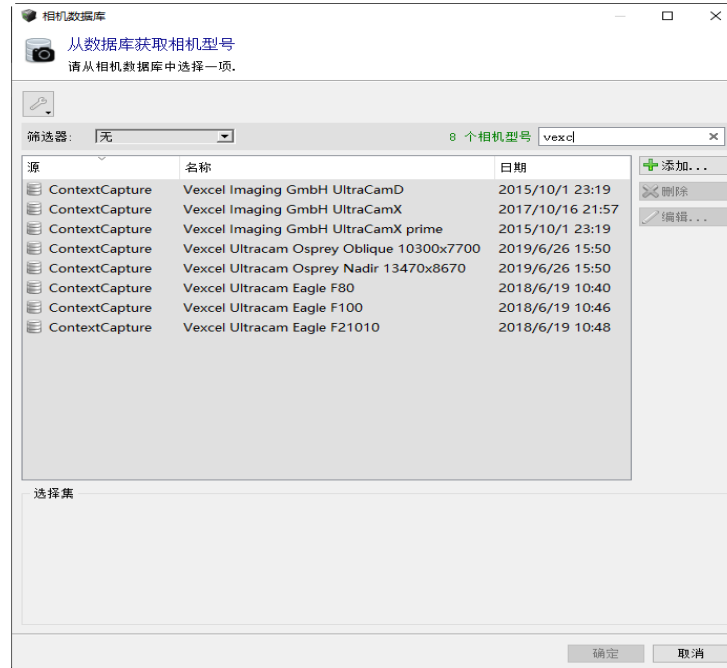 相机数据库
从数据库获取相机型号
请从相机数据库中选择一项.
筛选器: 无 8 个相机型号 vexc
源 名称 日期 添加...
ContextCapture Vexcel Imaging GmbH UltraCamD 2015/10/1 23:19 删除
ContextCapture Vexcel Imaging GmbH UltraCamX 2017/10/16 21:57 编辑...
ContextCapture Vexcel Imaging GmbH UltraCamX prime 2015/10/1 23:19
ContextCapture Vexcel Ultracam Osprey Oblique 10300x7700 2019/6/26 15:50
ContextCapture Vexcel Ultracam Osprey Nadir 13470x8670 2019/6/26 15:50
ContextCapture Vexcel Ultracam Eagle F80 2018/6/19 10:40
ContextCapture Vexcel Ultracam Eagle F100 2018/6/19 10:46
ContextCapture Vexcel Ultracam Eagle F21010 2018/6/19 10:48
选择集
确定 取消